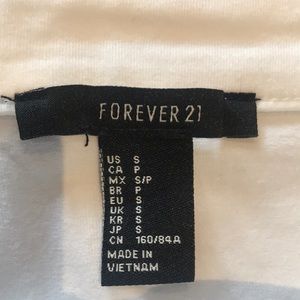 FOREVER 21
US S
CA P
MX S/P
BR P
EU S
UK S
KR S
JP S
CN 160/84A
MADE IN
VIETNAM